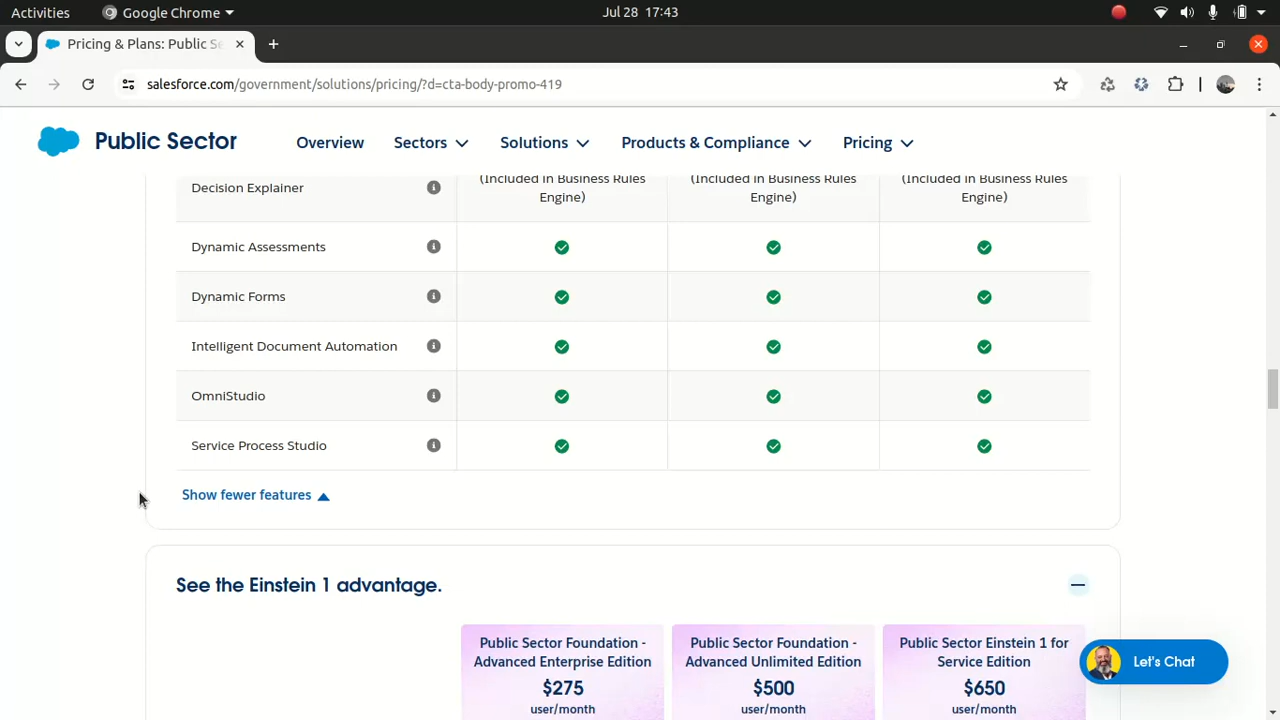 Activities
Google Chrome
Jul 28 17:43
Pricing & Plans: Public Se
salesforce.com/government/solutions/pricing/?d=cta-body-promo-419
Public Sector
Overview
Sectors
Solutions
Products & Compliance
Pricing
Decision Explainer
(Included in Business Rules
Engine)
(Included in Business Rules
Engine)
(Included in Business Rules
Engine)
Dynamic Assessments
Dynamic Forms
Intelligent Document Automation
OmniStudio
Service Process Studio
Show fewer features
See the Einstein 1 advantage.
Public Sector Foundation -
Advanced Enterprise Edition
$275
user/month
Public Sector Foundation -
Advanced Unlimited Edition
$500
user/month
Public Sector Einstein 1 for
Service Edition
$650
user/month
Let's Chat